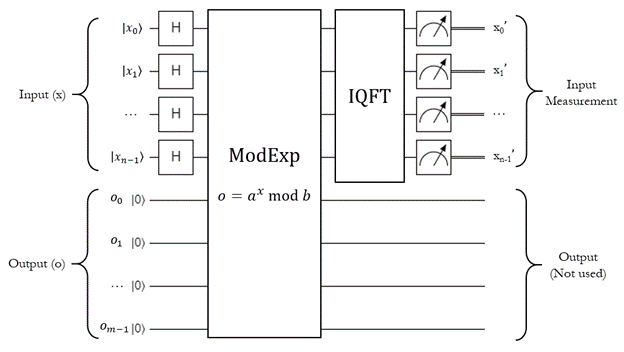 |x₀⟩ H x₀'
|x₁⟩ H x₁'
Input (x) ... H IQFT ... Input
Measurement
|xₙ₋₁⟩ H ModExp xₙ₋₁'
o = aˣ mod b
o₀ |0⟩
o₁ |0⟩
Output (o) Output
(Not used)
... |0⟩
oₘ₋₁ |0⟩